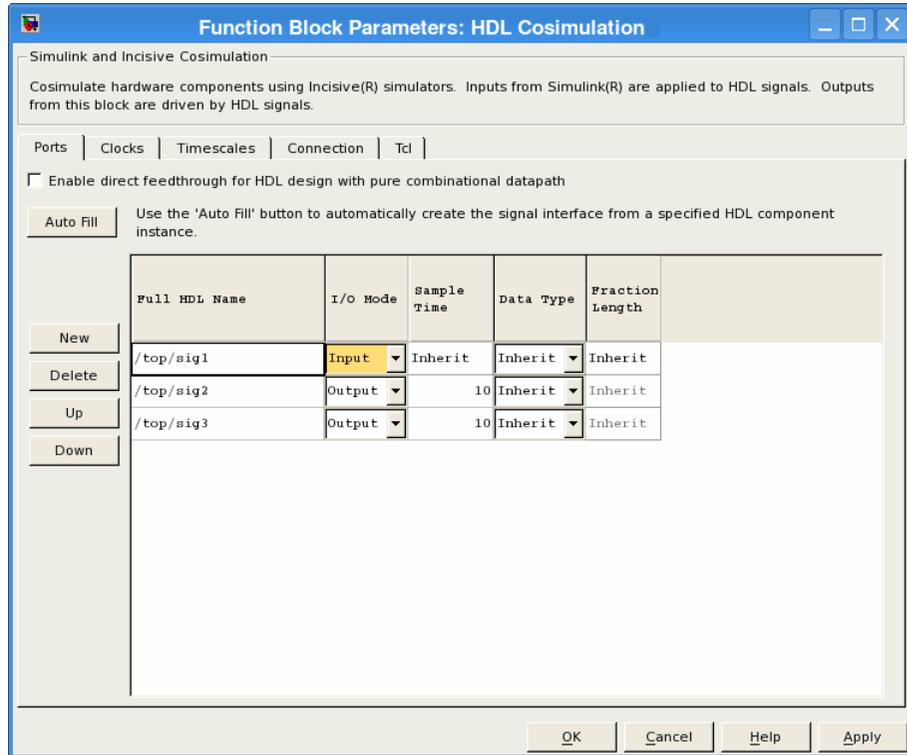 Function Block Parameters: HDL Cosimulation
Simulink and Incisive Cosimulation
Cosimulate hardware components using Incisive(R) simulators. Inputs from Simulink(R) are applied to HDL signals. Outputs
from this block are driven by HDL signals.
Ports Clocks Timescales Connection Tcl
Enable direct feedthrough for HDL design with pure combinational datapath
Auto Fill
Use the 'Auto Fill' button to automatically create the signal interface from a specified HDL component
instance.
Full HDL Name I/O Mode Sample Time Data Type Fraction Length
New
Delete
Up
Down
/top/sig1 Input Inherit Inherit Inherit
/top/sig2 Output 10 Inherit Inherit
/top/sig3 Output 10 Inherit Inherit
OK Cancel Help Apply